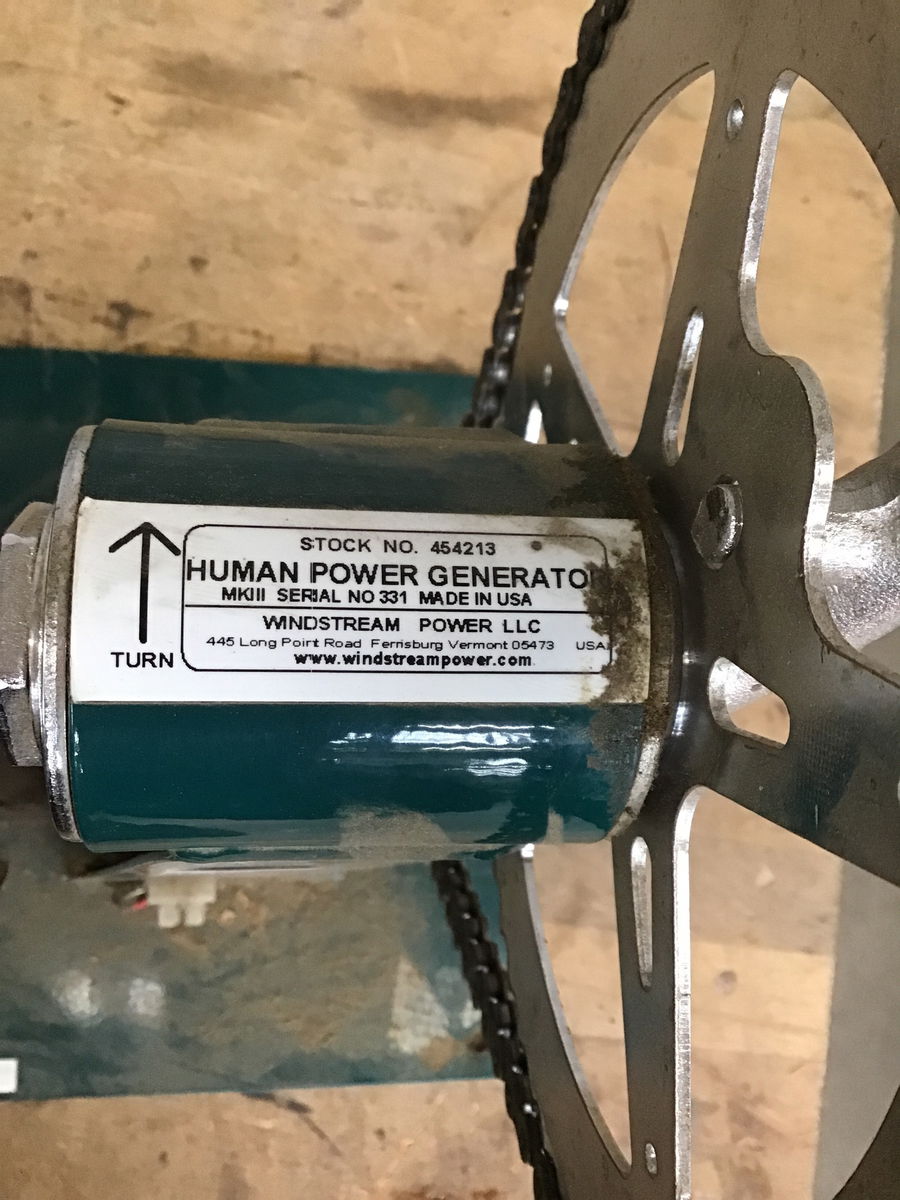 STOCK NO. 454213
HUMAN POWER GENERATO
MKIII SERIAL NO 331 MADE IN USA
WINDSTREAM POWER LLC
445 Long Point Road Ferrisburg Vermont 05473 USA
www.windstreampower.com
TURN